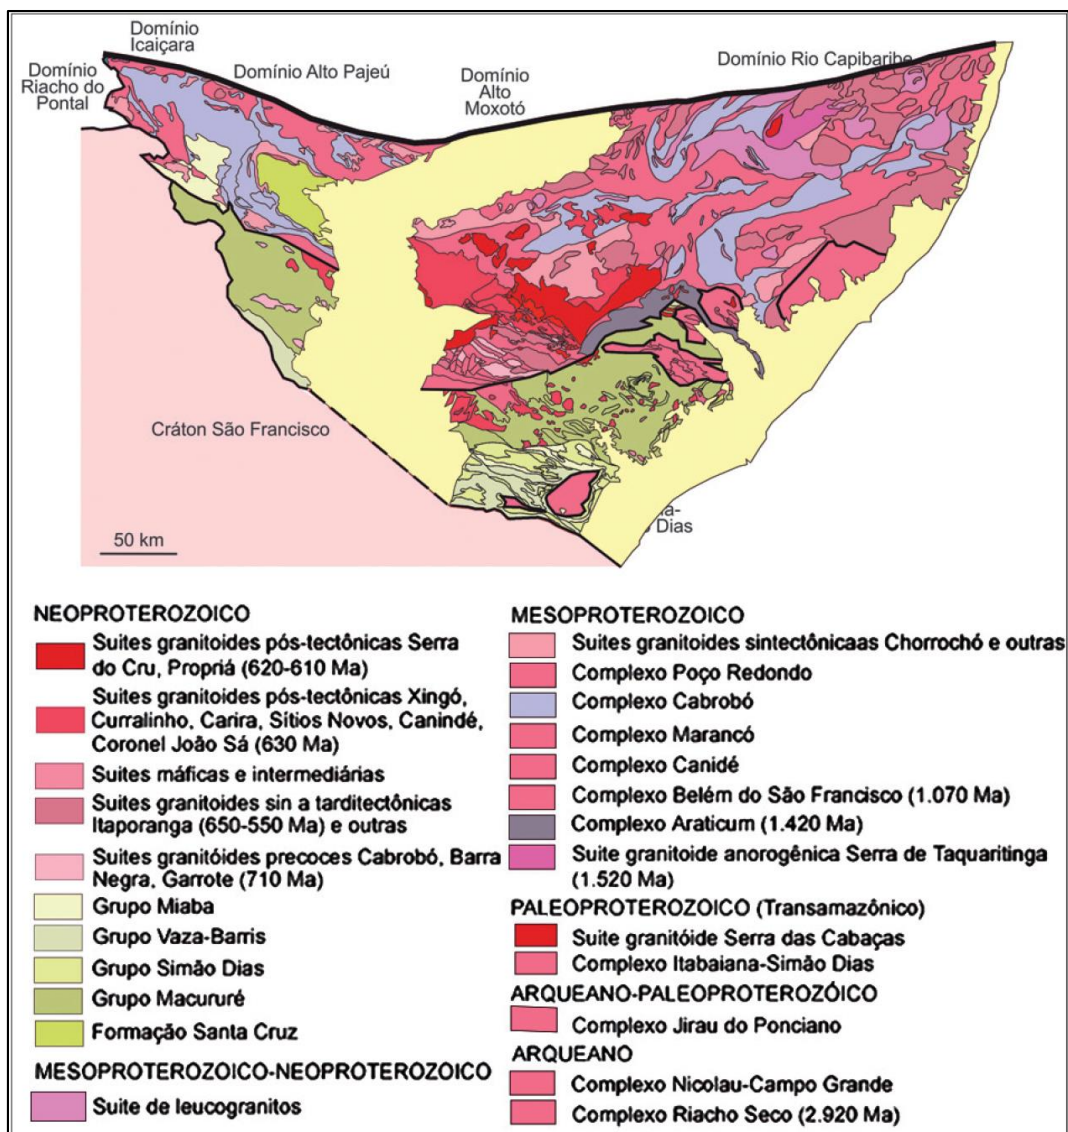 Domínio
Icaiçara
Domínio
Riacho do
Pontal
Domínio Alto Pajeú
Domínio
Alto
Moxotó
Domínio Rio Capibaribe
Cráton São Francisco
Dias
50 km
NEOPROTEROZOICO
Suites granitoides pós-tectônicas Serra
do Cru, Propriá (620-610 Ma)
Suites granitoides pós-tectônicas Xingó,
Curralinho, Carira, Sítios Novos, Canindé,
Coronel João Sá (630 Ma)
Suites máficas e intermediárias
Suites granitoides sin a tarditectônicas
Itaporanga (650-550 Ma) e outras
Suites granitóides precoces Cabrobó, Barra
Negra, Garrote (710 Ma)
Grupo Miaba
Grupo Vaza-Barris
Grupo Simão Dias
Grupo Macururé
Formação Santa Cruz
MESOPROTEROZOICO-NEOPROTEROZOICO
Suite de leucogranitos
MESOPROTEROZOICO
Suites granitoides sintectônicaas Chorrochó e outras
Complexo Poço Redondo
Complexo Cabrobó
Complexo Marancó
Complexo Canidé
Complexo Belém do São Francisco (1.070 Ma)
Complexo Araticum (1.420 Ma)
Suite granitoide anorogênica Serra de Taquaritinga
(1.520 Ma)
PALEOPROTEROZOICO (Transamazônico)
Suite granitóide Serra das Cabaças
Complexo Itabaiana-Simão Dias
ARQUEANO-PALEOPROTEROZÓICO
Complexo Jirau do Ponciano
ARQUEANO
Complexo Nicolau-Campo Grande
Complexo Riacho Seco (2.920 Ma)